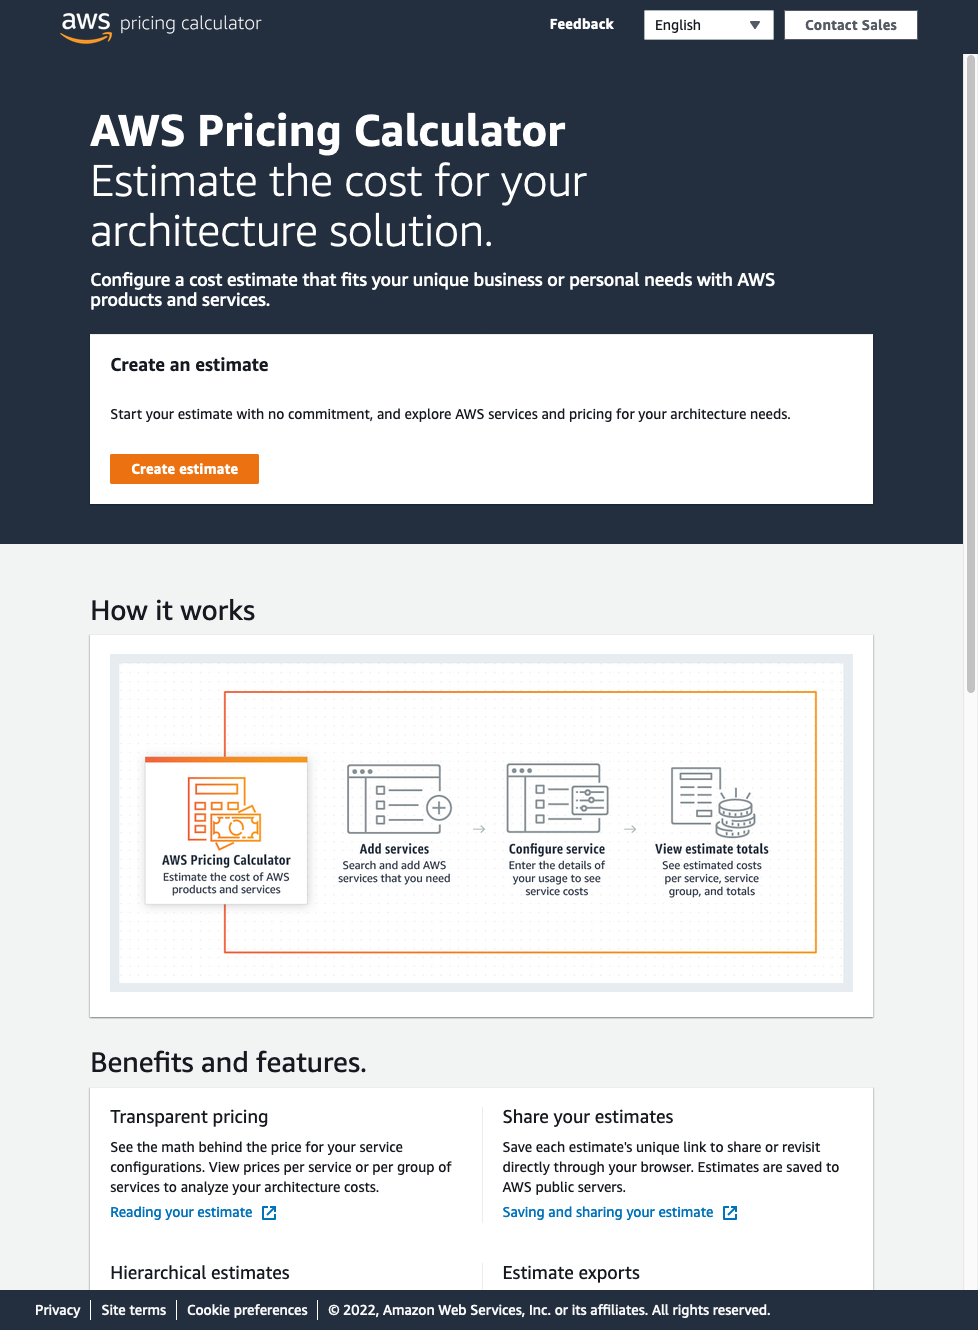 aws pricing calculator
Feedback
English
Contact Sales
AWS Pricing Calculator
Estimate the cost for your
architecture solution.
Configure a cost estimate that fits your unique business or personal needs with AWS
products and services.
Create an estimate
Start your estimate with no commitment, and explore AWS services and pricing for your architecture needs.
Create estimate
How it works
AWS Pricing Calculator
Estimate the cost of AWS
products and services
Add services
Search and add AWS
services that you need
Configure service
Enter the details of
your usage to see
service costs
View estimate totals
See estimated costs
per service, service
group, and totals
Benefits and features.
Transparent pricing
See the math behind the price for your service
configurations. View prices per service or per group of
services to analyze your architecture costs.
Reading your estimate
Share your estimates
Save each estimate's unique link to share or revisit
directly through your browser. Estimates are saved to
AWS public servers.
Saving and sharing your estimate
Hierarchical estimates
Estimate exports
Privacy
Site terms
Cookie preferences
© 2022, Amazon Web Services, Inc. or its affiliates. All rights reserved.